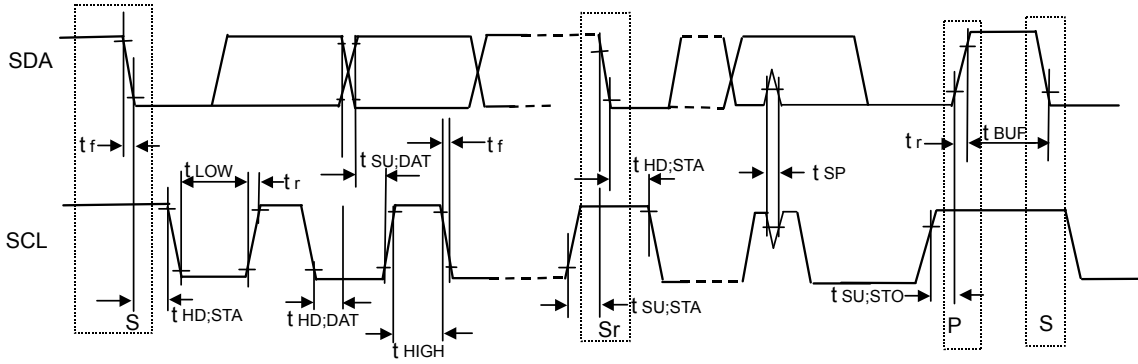 SDA
t f
t SU;DAT
t f
t HD;STA
t SP
t r
t BUF
t LOW
t r
SCL
S
t HD;STA
t HD;DAT
t HIGH
Sr
t SU;STA
t SU;STO
P
S